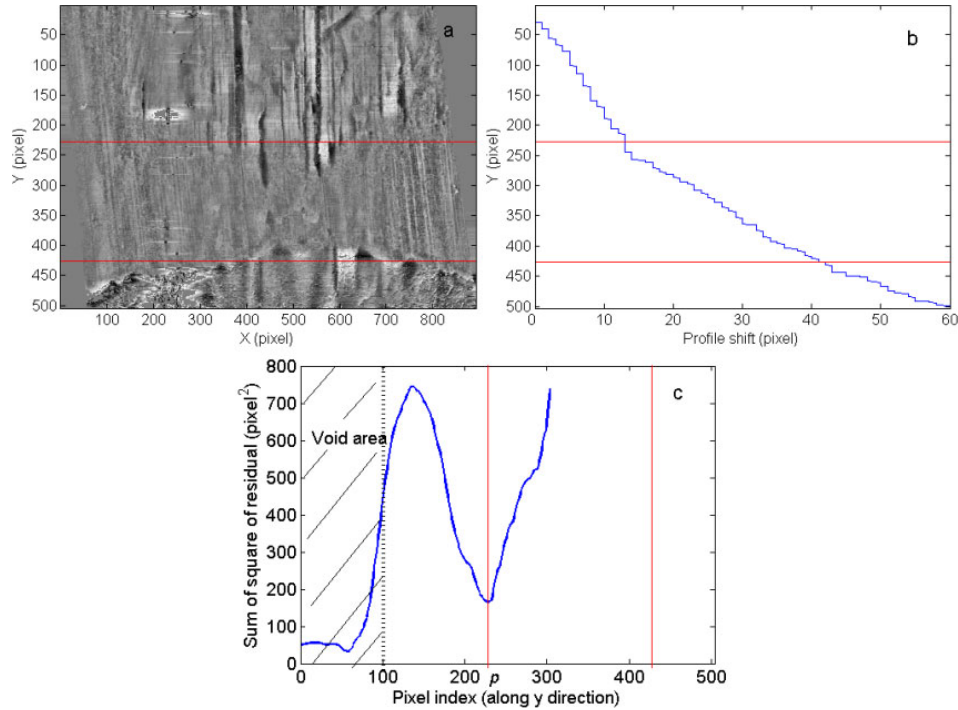 a
50
100
150
200
250
300
350
400
450
500
Y (pixel)
100 200 300 400 500 600 700 800
X (pixel)
b
50
100
150
200
250
300
350
400
450
500
Y (pixel)
0 10 20 30 40 50 60
Profile shift (pixel)
c
800
700
600
500
400
300
200
100
0
Sum of square of residual (pixel²)
Void area
0 100 200 p 300 400 500
Pixel index (along y direction)